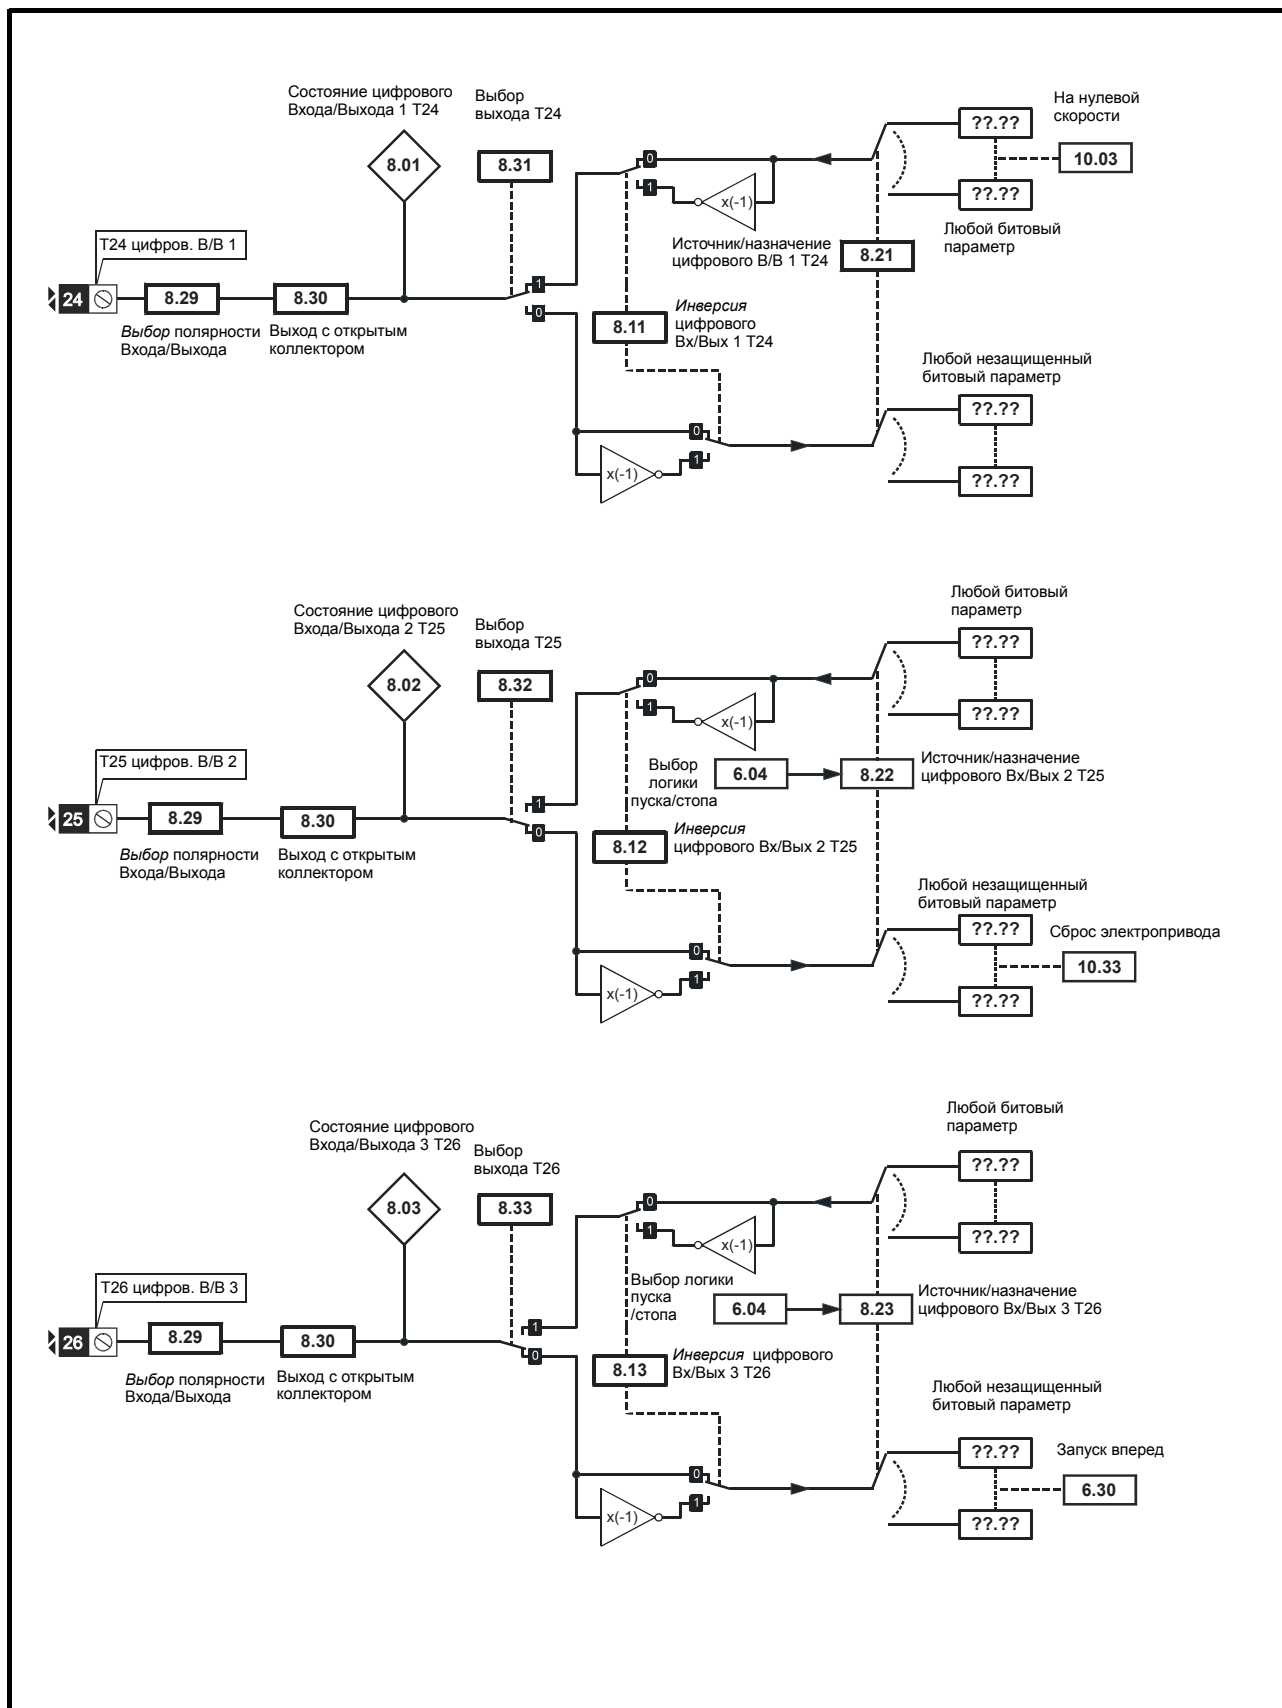 Состояние цифрового
Входа/Выхода 1 T24
8.01
Выбор
выхода T24
8.31
0
1
x(-1)
??.??
??.??
На нулевой
скорости
10.03
Любой битовый
параметр
T24 цифров. В/В 1
24
8.29
8.30
Выбор полярности
Входа/Выхода
Выход с открытым
коллектором
1
0
Источник/назначение
цифрового В/В 1 T24
8.21
8.11
Инверсия
цифрового
Вх/Вых 1 T24
Любой незащищенный
битовый параметр
??.??
??.??
0
1
x(-1)
Состояние цифрового
Входа/Выхода 2 T25
8.02
Выбор
выхода T25
8.32
0
1
x(-1)
Любой битовый
параметр
??.??
??.??
T25 цифров. В/В 2
25
8.29
8.30
Выбор полярности
Входа/Выхода
Выход с открытым
коллектором
1
0
Выбор
логики
пуска/стопа
6.04
8.22
Источник/назначение
цифрового Вх/Вых 2 T25
8.12
Инверсия
цифрового Вх/Вых 2 T25
Любой незащищенный
битовый параметр
??.??
??.??
Сброс электропривода
10.33
0
1
x(-1)
Состояние цифрового
Входа/Выхода 3 T26
8.03
Выбор
выхода T26
8.33
0
1
x(-1)
Любой битовый
параметр
??.??
??.??
T26 цифров. В/В 3
26
8.29
8.30
Выбор полярности
Входа/Выхода
Выход с открытым
коллектором
1
0
Выбор логики
пуска
/стопа
6.04
8.23
Источник/назначение
цифрового Вх/Вых 3 T26
8.13
Инверсия цифрового
Вх/Вых 3 T26
Любой незащищенный
битовый параметр
??.??
??.??
Запуск вперед
6.30
0
1
x(-1)